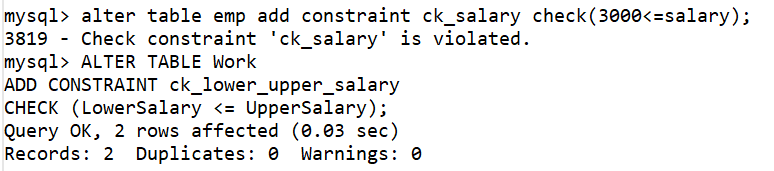 mysql> alter table emp add constraint ck_salary check(3000<=salary);
3819 - Check constraint 'ck_salary' is violated.
mysql> ALTER TABLE Work
ADD CONSTRAINT ck_lower_upper_salary
CHECK (LowerSalary <= UpperSalary);
Query OK, 2 rows affected (0.03 sec)
Records: 2  Duplicates: 0  Warnings: 0